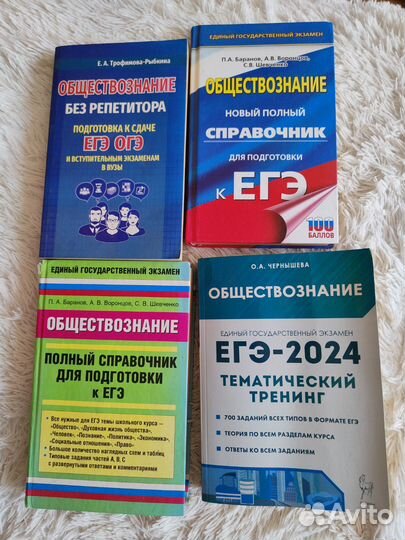 Е. А. Трофимова-Рыбкина
ОБЩЕСТВОЗНАНИЕ
БЕЗ РЕПЕТИТОРА
ПОДГОТОВКА К СДАЧЕ
ЕГЭ ОГЭ
И ВСТУПИТЕЛЬНЫМ ЭКЗАМЕНАМ
В ВУЗЫ
ЕДИНЫЙ ГОСУДАРСТВЕННЫЙ ЭКЗАМЕН
П.А. Баранов, А.В. Воронцов,
С.В. Шевченко
ОБЩЕСТВОЗНАНИЕ
НОВЫЙ ПОЛНЫЙ
СПРАВОЧНИК
ДЛЯ ПОДГОТОВКИ
К ЕГЭ
100
БАЛЛОВ
ЕДИНЫЙ ГОСУДАРСТВЕННЫЙ ЭКЗАМЕН
П. А. Баранов, А. В. Воронцов, С. В. Шевченко
ОБЩЕСТВОЗНАНИЕ
ПОЛНЫЙ СПРАВОЧНИК
ДЛЯ ПОДГОТОВКИ
К ЕГЭ
• Все нужные для ЕГЭ темы школьного курса –
«Общество», «Духовная жизнь общества»,
«Человек», «Познание», «Политика», «Экономика»,
«Социальные отношения», «Право»
• Большое количество наглядных схем и таблиц
• Типовые задания частей А, В, С
с развернутыми ответами и комментариями
О.А. ЧЕРНЫШЕВА
ОБЩЕСТВОЗНАНИЕ
ЕДИНЫЙ ГОСУДАРСТВЕННЫЙ ЭКЗАМЕН
ЕГЭ-2024
ТЕМАТИЧЕСКИЙ
ТРЕНИНГ
700 ЗАДАНИЙ ВСЕХ ТИПОВ В ФОРМАТЕ ЕГЭ
ТЕОРИЯ ПО ВСЕМ РАЗДЕЛАМ КУРСА
ОТВЕТЫ КО ВСЕМ ЗАДАНИЯМ
Avito